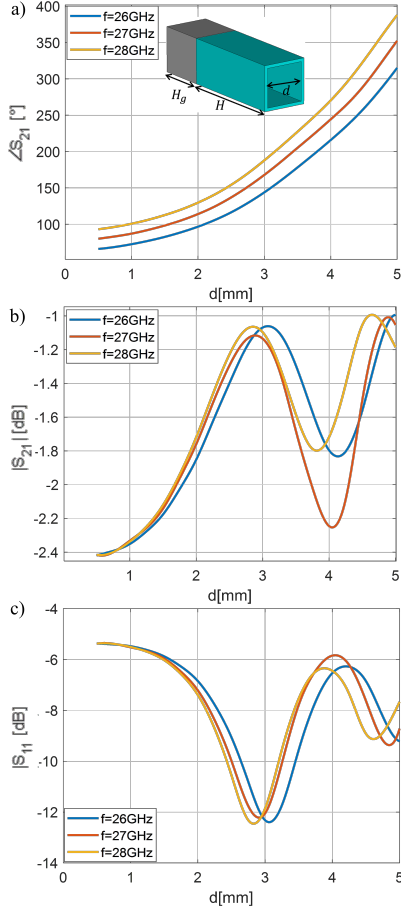 a)
400
350
300
250
200
150
100
∠S21 [°]
f=26GHz
f=27GHz
f=28GHz
Hg
H
d
0
1
2
3
4
5
d[mm]
b)
-1
-1.2
-1.4
-1.6
-1.8
-2
-2.2
-2.4
|S21| [dB]
f=26GHz
f=27GHz
f=28GHz
1
2
3
4
5
d[mm]
c)
-4
-6
-8
-10
-12
-14
|S11 [dB]
f=26GHz
f=27GHz
f=28GHz
0
1
2
3
4
5
d[mm]